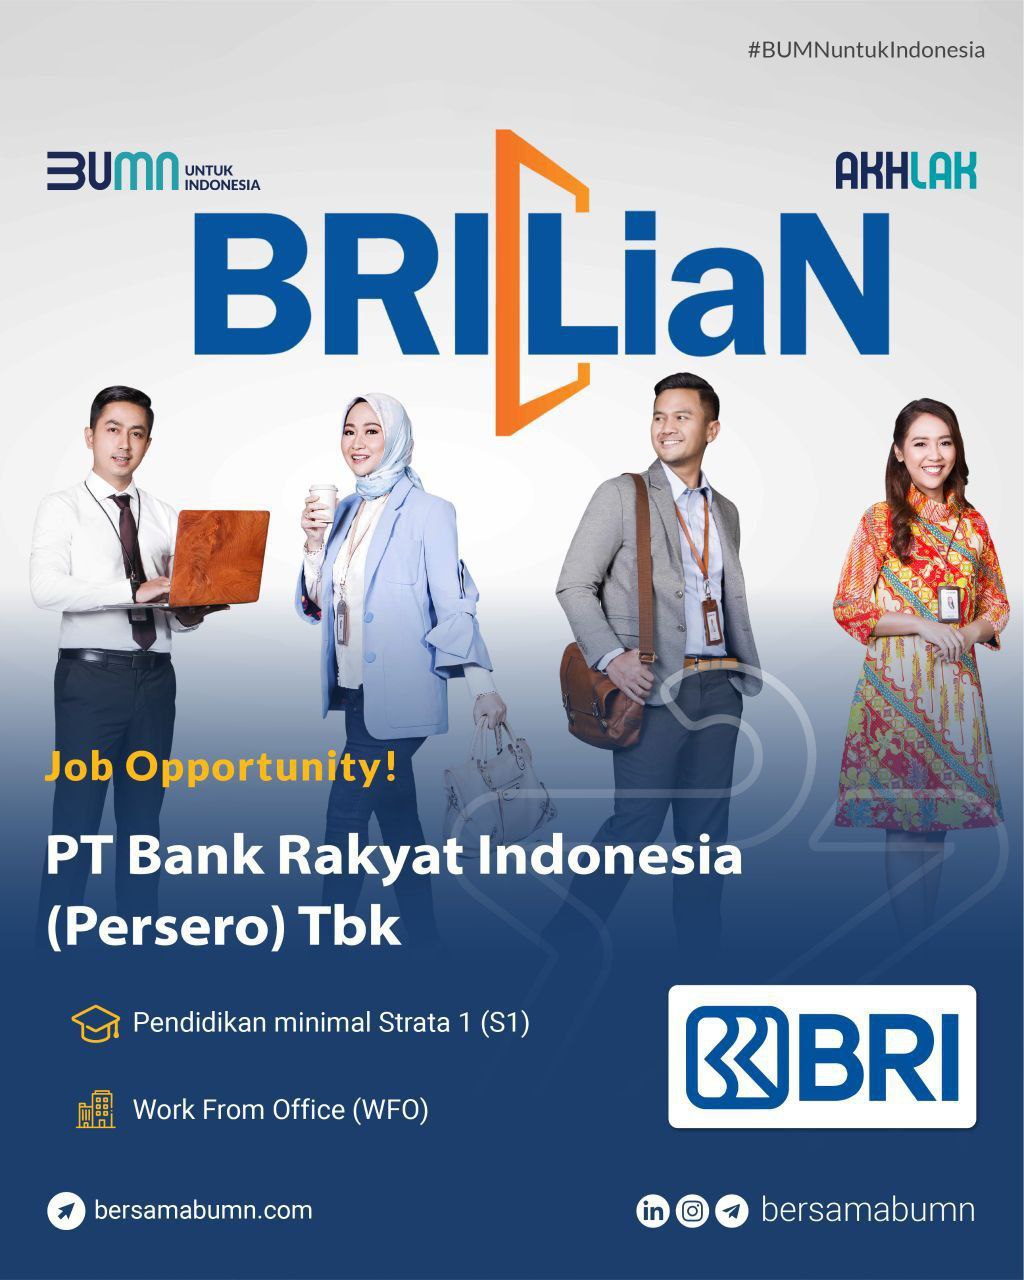 #BUMNuntukIndonesia
BUMN UNTUK
INDONESIA
AKHLAK
BRILiaN
Job Opportunity!
PT Bank Rakyat Indonesia
(Persero) Tbk
Pendidikan minimal Strata 1 (S1)
BRI
Work From Office (WFO)
bersamabumn.com
in
bersamabumn